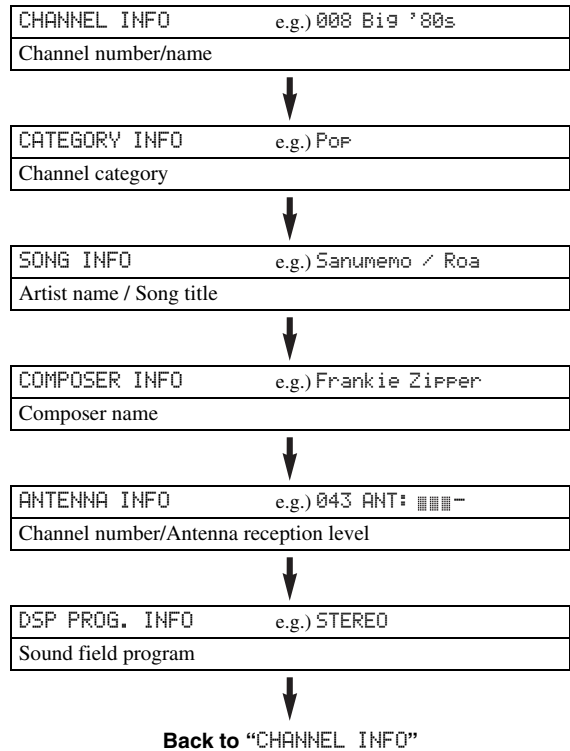 CHANNEL INFO e.g.) 008 Big ’80s
Channel number/name
CATEGORY INFO e.g.) Pop
Channel category
SONG INFO e.g.) Sanumemo / Roa
Artist name / Song title
COMPOSER INFO e.g.) Frankie Zipper
Composer name
ANTENNA INFO e.g.) 043 ANT: ▒▒▒-
Channel number/Antenna reception level
DSP PROG. INFO e.g.) STEREO
Sound field program
Back to “CHANNEL INFO”